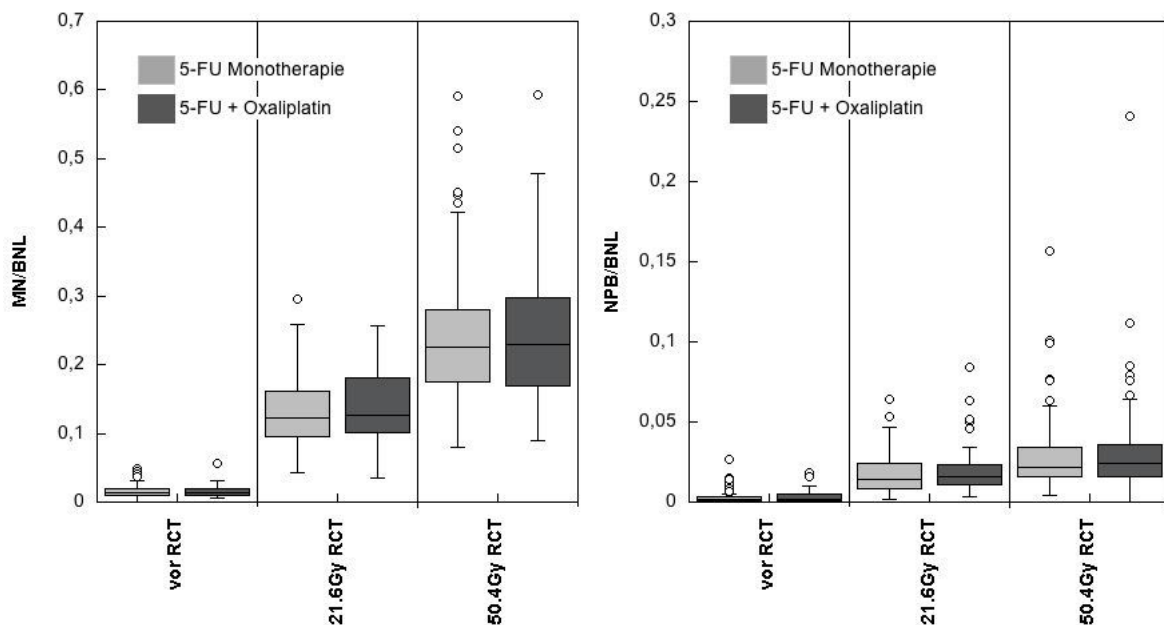 0,7
0,6
0,5
0,4
0,3
0,2
0,1
0
MN/BNL
5-FU Monotherapie
5-FU + Oxaliplatin
vor RCT
21.6Gy RCT
50.4Gy RCT
0,3
0,25
0,2
0,15
0,1
0,05
0
NPB/BNL
5-FU Monotherapie
5-FU + Oxaliplatin
vor RCT
21.6Gy RCT
50.4Gy RCT